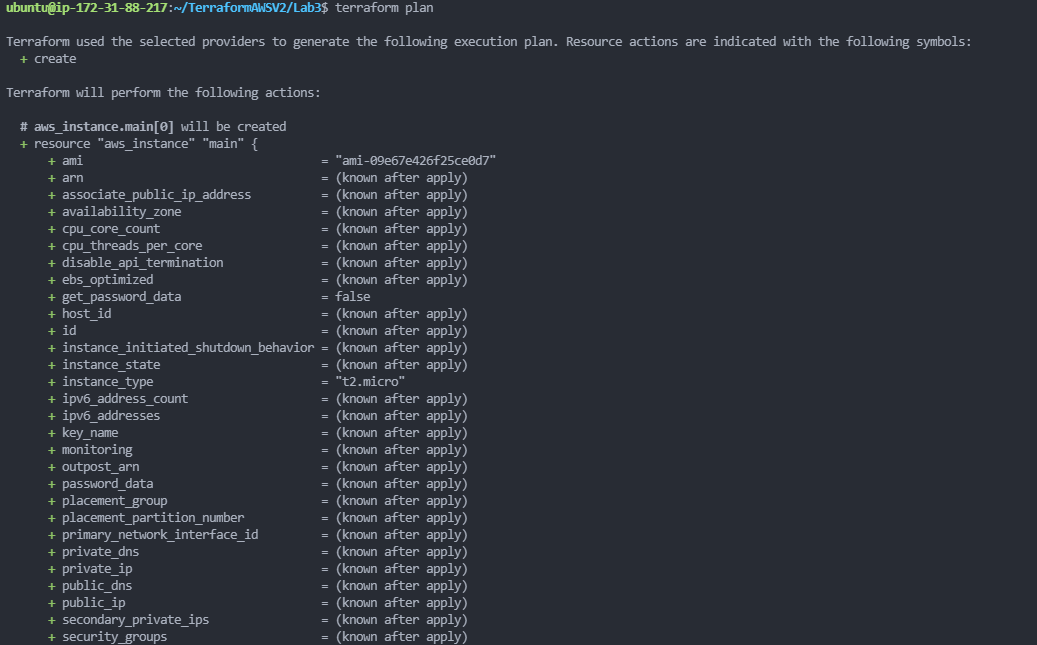 ubuntu@ip-172-31-88-217:~/TerraformAWSV2/Lab3$ terraform plan
Terraform used the selected providers to generate the following execution plan. Resource actions are indicated with the following symbols:
+ create
Terraform will perform the following actions:
# aws_instance.main[0] will be created
+ resource "aws_instance" "main" {
+ ami = "ami-09e67e426f25ce0d7"
+ arn = (known after apply)
+ associate_public_ip_address = (known after apply)
+ availability_zone = (known after apply)
+ cpu_core_count = (known after apply)
+ cpu_threads_per_core = (known after apply)
+ disable_api_termination = (known after apply)
+ ebs_optimized = (known after apply)
+ get_password_data = false
+ host_id = (known after apply)
+ id = (known after apply)
+ instance_initiated_shutdown_behavior = (known after apply)
+ instance_state = (known after apply)
+ instance_type = "t2.micro"
+ ipv6_address_count = (known after apply)
+ ipv6_addresses = (known after apply)
+ key_name = (known after apply)
+ monitoring = (known after apply)
+ outpost_arn = (known after apply)
+ password_data = (known after apply)
+ placement_group = (known after apply)
+ placement_partition_number = (known after apply)
+ primary_network_interface_id = (known after apply)
+ private_dns = (known after apply)
+ private_ip = (known after apply)
+ public_dns = (known after apply)
+ public_ip = (known after apply)
+ secondary_private_ips = (known after apply)
+ security_groups = (known after apply)